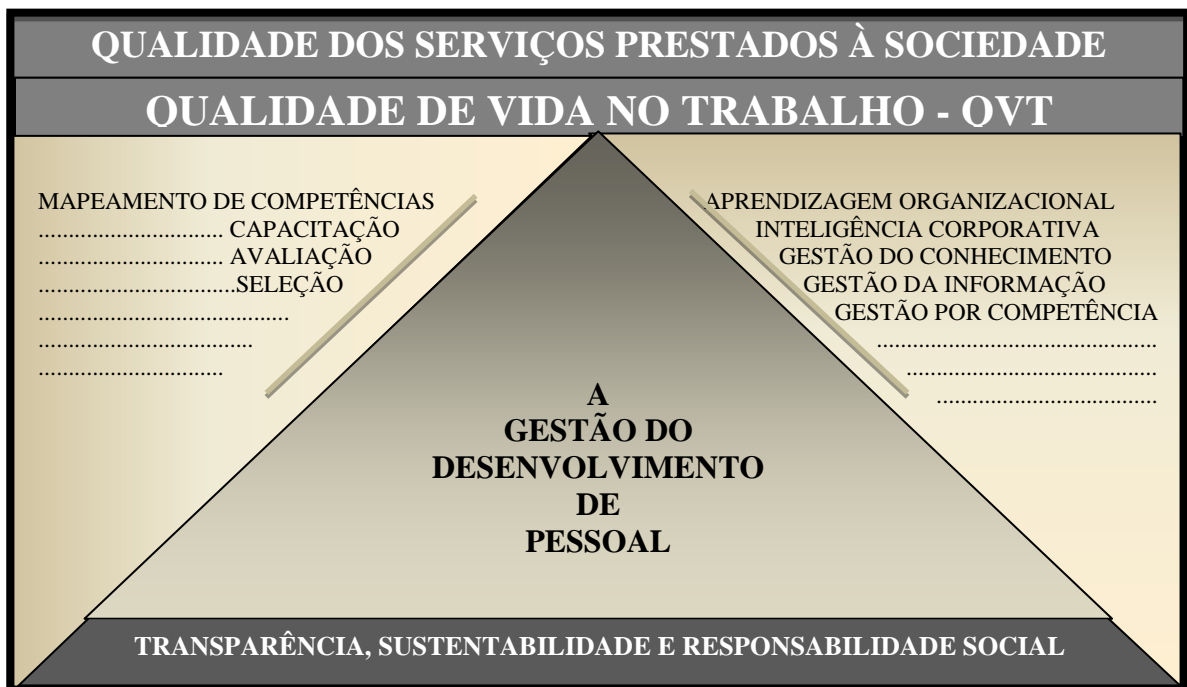 QUALIDADE DOS SERVIÇOS PRESTADOS À SOCIEDADE
QUALIDADE DE VIDA NO TRABALHO - QVT
MAPEAMENTO DE COMPETÊNCIAS
................................ CAPACITAÇÃO
................................ AVALIAÇÃO
.................................SELEÇÃO
..........................................
....................................
...............................
APRENDIZAGEM ORGANIZACIONAL
INTELIGÊNCIA CORPORATIVA
GESTÃO DO CONHECIMENTO
GESTÃO DA INFORMAÇÃO
GESTÃO POR COMPETÊNCIA
...............................................
..........................................
.....................................
A
GESTÃO DO
DESENVOLVIMENTO
DE
PESSOAL
TRANSPARÊNCIA, SUSTENTABILIDADE E RESPONSABILIDADE SOCIAL